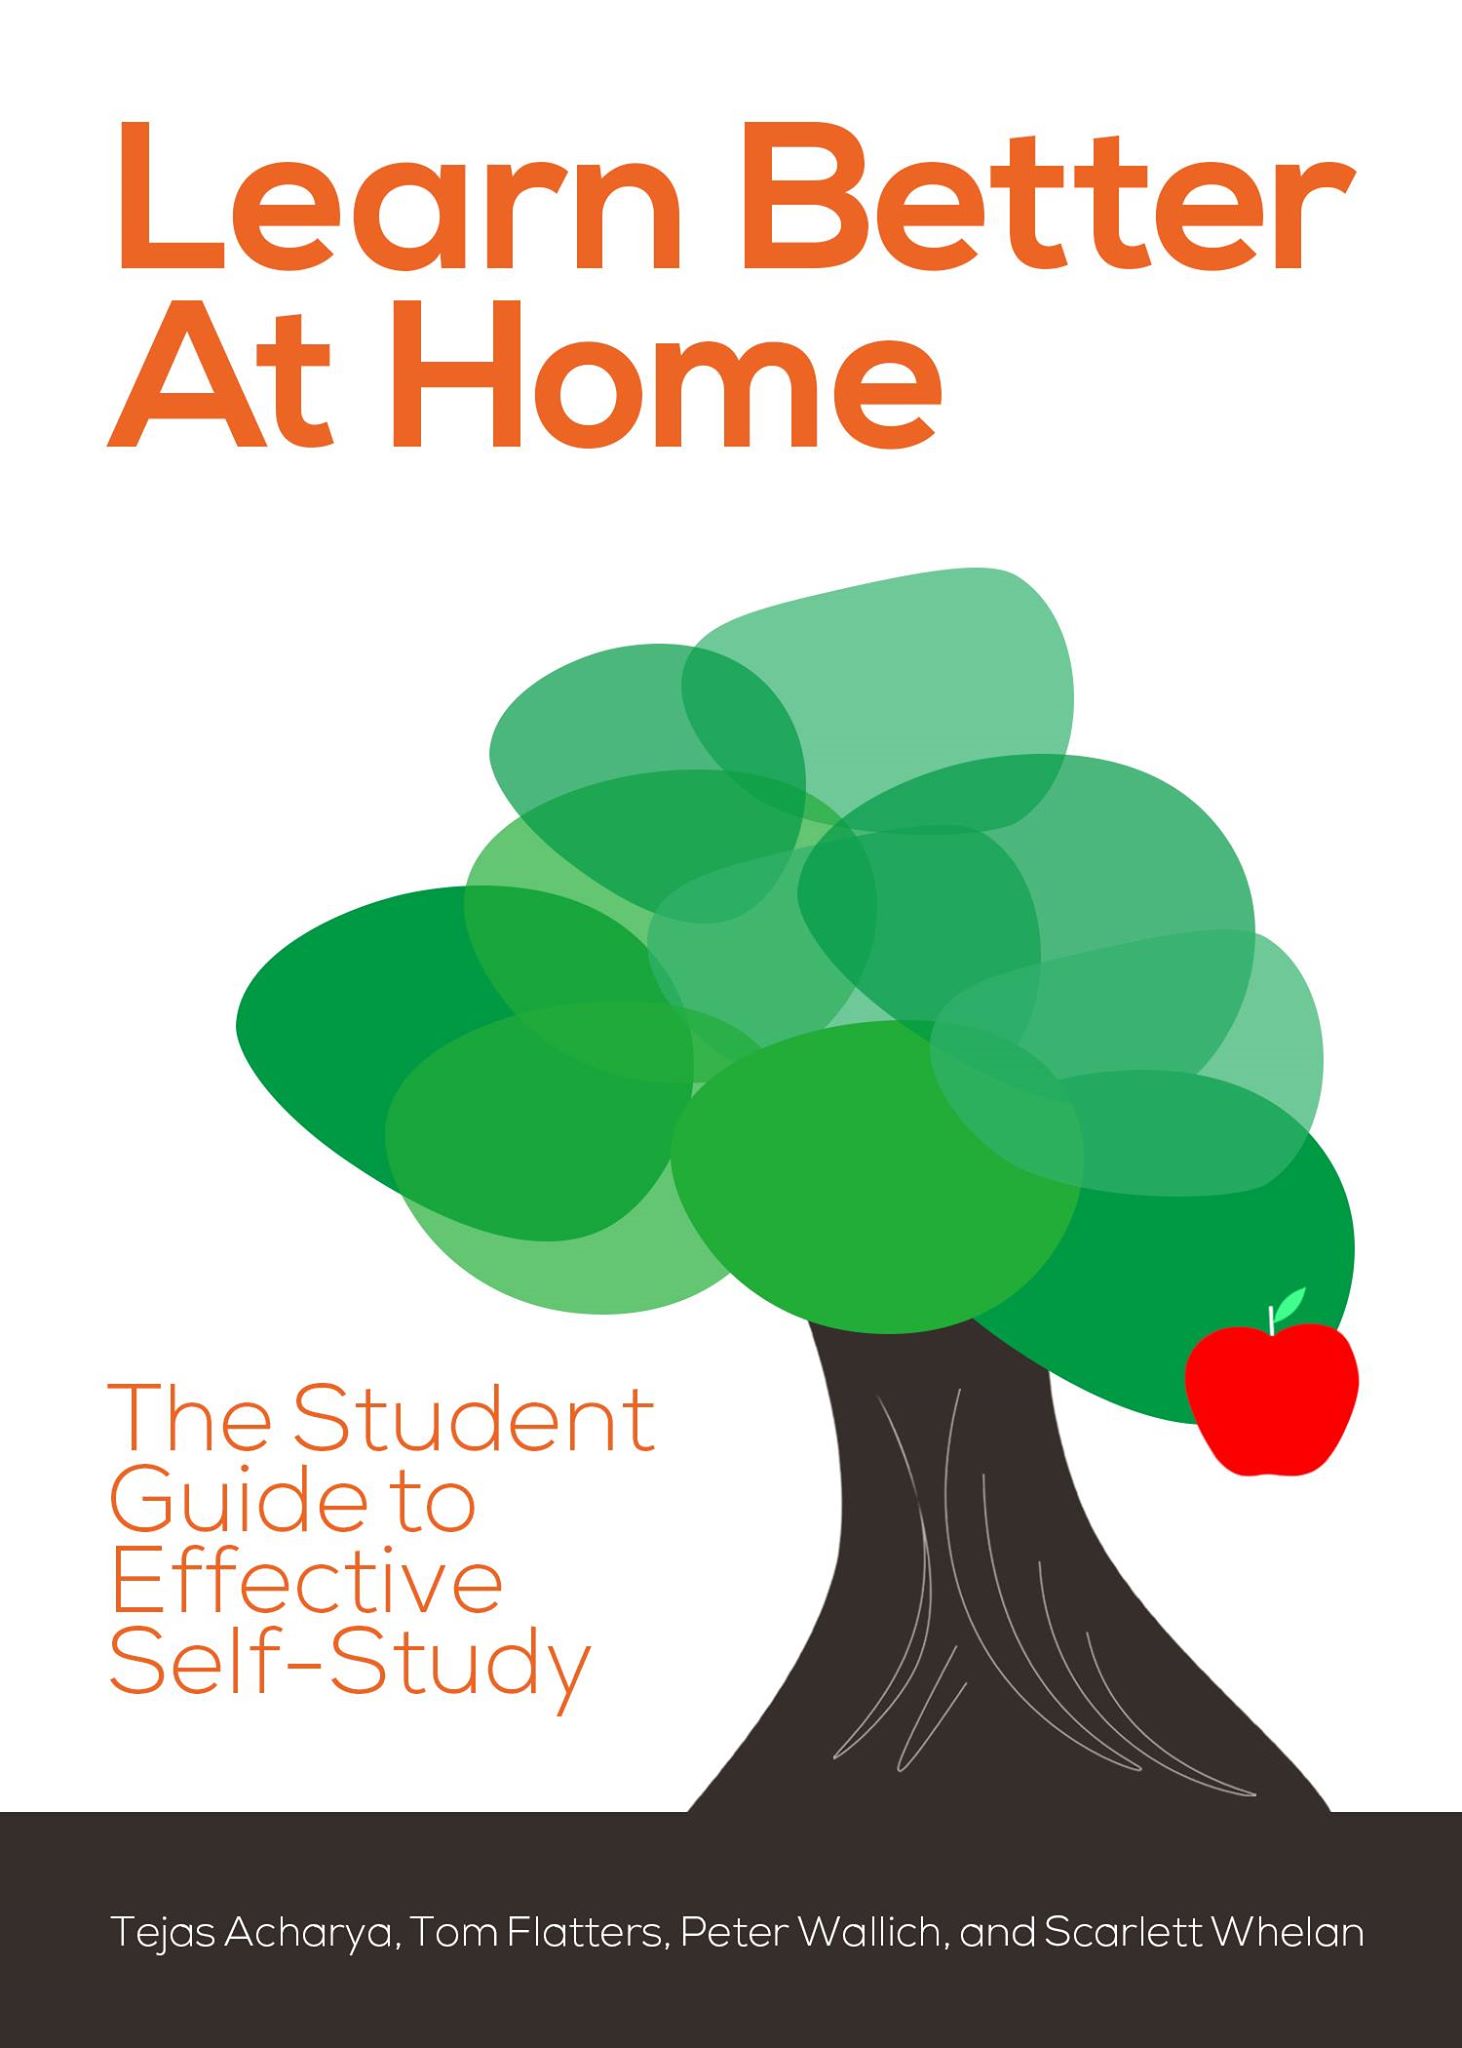 Learn Better
At Home
The Student
Guide to
Effective
Self-Study
Tejas Acharya, Tom Flatters, Peter Wallich, and Scarlett Whelan